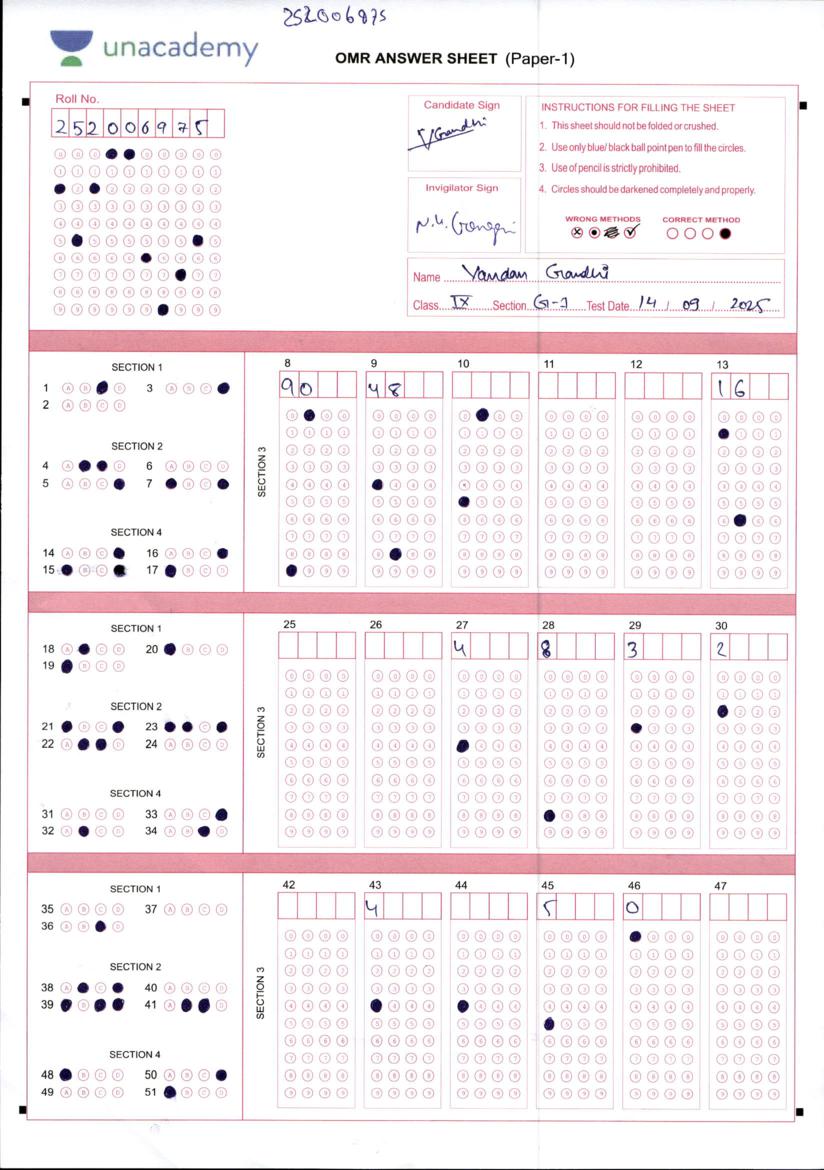 252006975
unacademy
OMR ANSWER SHEET (Paper-1)
Roll No.
2 5 2 0 0 6 9 7 5
Candidate Sign
VGandhi
Invigilator Sign
INSTRUCTIONS FOR FILLING THE SHEET
1. This sheet should not be folded or crushed.
2. Use only blue/ black ball point pen to fill the circles.
3. Use of pencil is strictly prohibited.
4. Circles should be darkened completely and properly.
WRONG METHODS CORRECT METHOD
Name Vandan Gandhi
Class IX Section G-1 Test Date 14 / 09 / 2025
SECTION 1
1 A B D 3 A B C
2 A B C D
SECTION 2
4 A D 6 A B C D
5 A B C 7 B C
SECTION 4
14 A B C 16 A B C
15 B C 17 B C D
SECTION 3
8 9 10 11 12 13
90 48 16
SECTION 1
18 A C D 20 B C D
19 B C D
SECTION 2
21 B C 23 C
22 A D 24 A B C D
SECTION 4
31 A B C D 33 A B C
32 A C D 34 A B D
SECTION 3
25 26 27 28 29 30
4 8 3 2
SECTION 1
35 A B C D 37 A B C D
36 A B D
SECTION 2
38 A C 40 A B C D
39 B 41 A D
SECTION 4
48 B C D 50 A B C
49 A B C D 51 B C D
SECTION 3
42 43 44 45 46 47
4 5 0